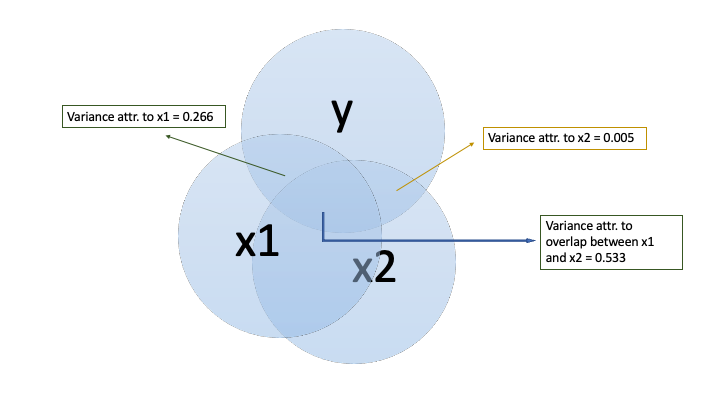 y
Variance attr. to x1 = 0.266
Variance attr. to x2 = 0.005
x1
x2
Variance attr. to
overlap between x1
and x2 = 0.533